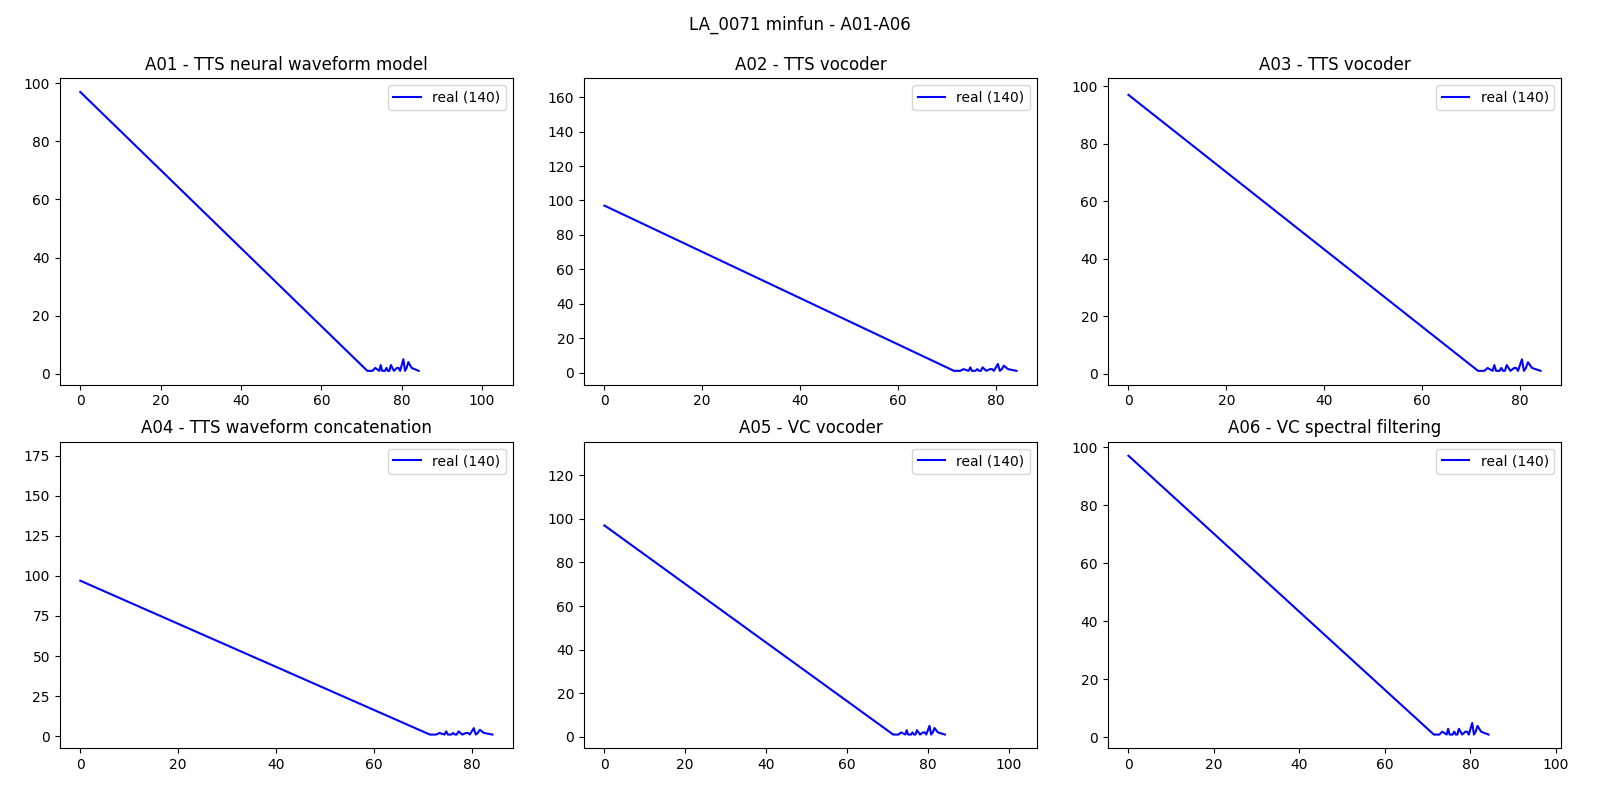 LA_0071 minfun - A01-A06
A01 - TTS neural waveform model
A02 - TTS vocoder
A03 - TTS vocoder
real (140)
real (140)
real (140)
100
80
60
40
20
0
0 20 40 60 80 100
160
140
120
100
80
60
40
20
0
0 20 40 60 80
100
80
60
40
20
0
0 20 40 60 80
A04 - TTS waveform concatenation
A05 - VC vocoder
A06 - VC spectral filtering
real (140)
real (140)
real (140)
175
150
125
100
75
50
25
0
0 20 40 60 80
120
100
80
60
40
20
0
0 20 40 60 80 100
100
80
60
40
20
0
0 20 40 60 80 100